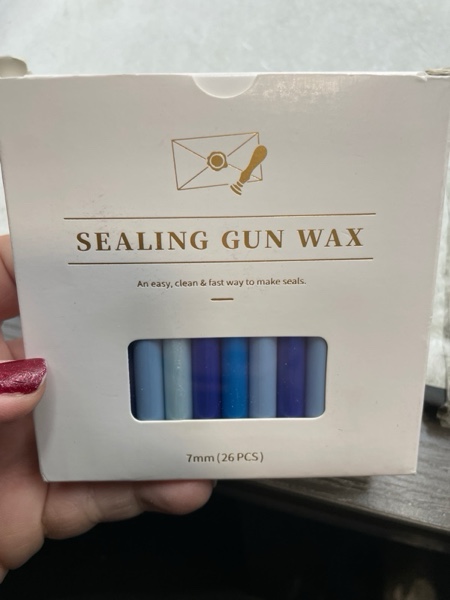 SEALING GUN WAX
An easy, clean & fast way to make seals.
7mm(26 PCS)